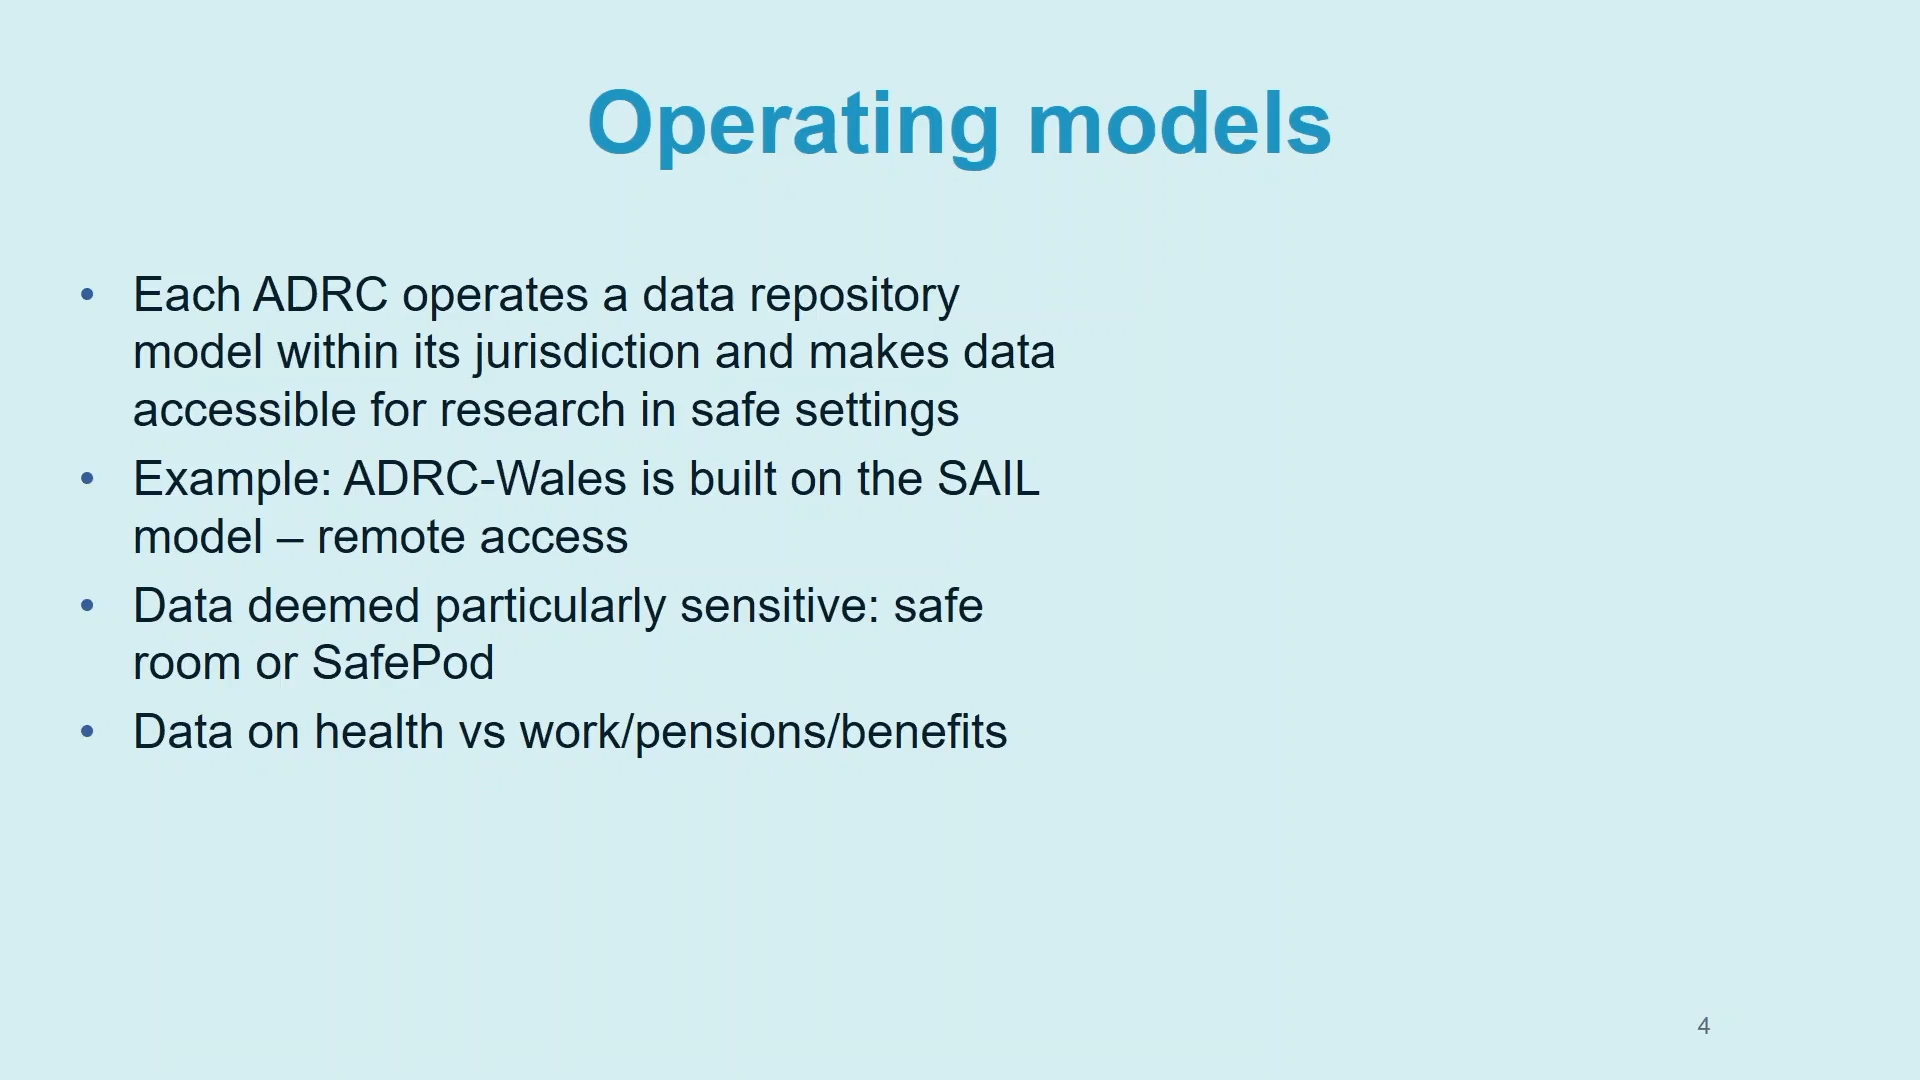 Operating models
• Each ADRC operates a data repository
model within its jurisdiction and makes data
accessible for research in safe settings
• Example: ADRC-Wales is built on the SAIL
model – remote access
• Data deemed particularly sensitive: safe
room or SafePod
• Data on health vs work/pensions/benefits
4